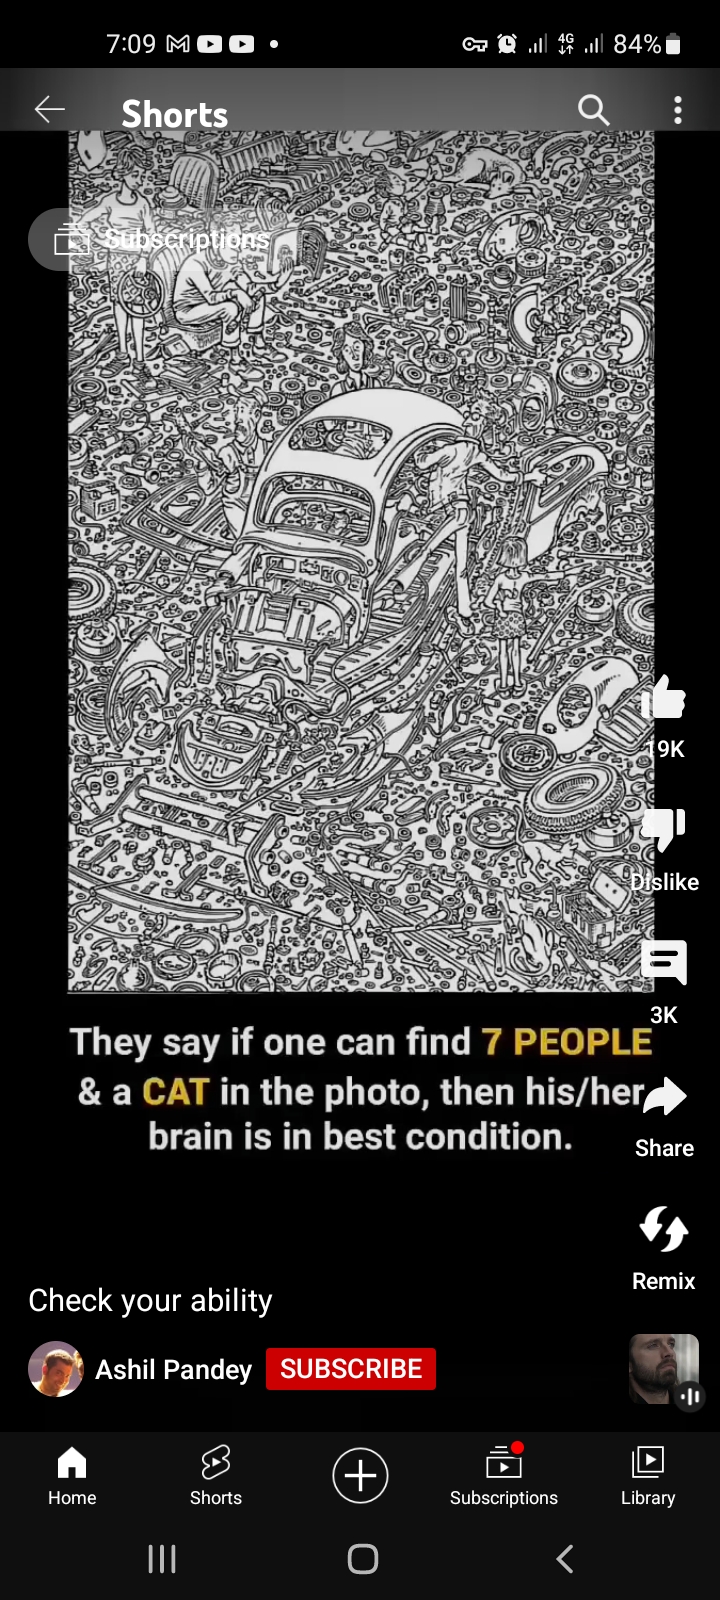 7:09
4G
84%
Shorts
Subscriptions
19K
Dislike
3K
They say if one can find 7 PEOPLE
& a CAT in the photo, then his/her
brain is in best condition.
Share
Remix
Check your ability
Ashil Pandey
SUBSCRIBE
Home
Shorts
Subscriptions
Library